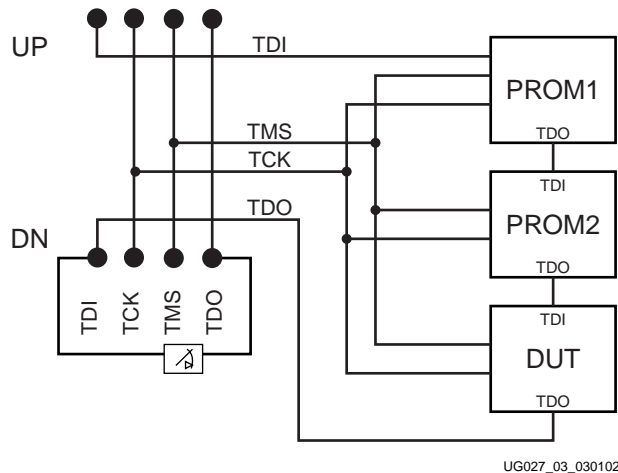 UP
TDI
PROM1
TDO
TMS
TCK
TDI
PROM2
TDO
TDO
DN
TDI
TCK
TMS
TDO
TDI
DUT
TDO
UG027_03_030102